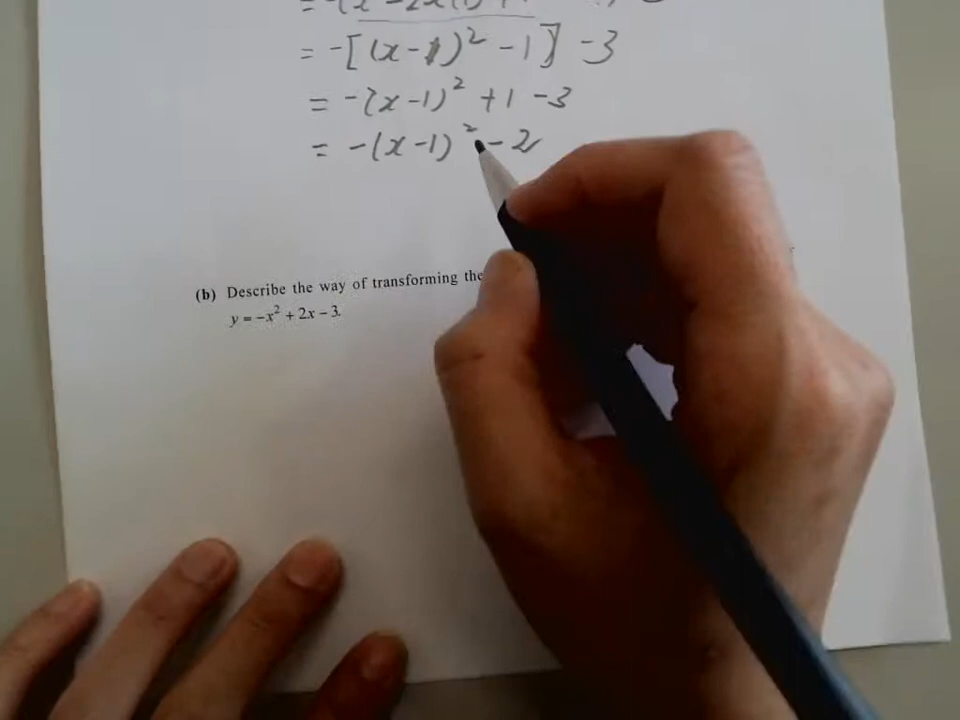 = -[(x-1)² -1] -3
= -(x-1)² +1 -3
= -(x-1)² -2
(b) Describe the way of transforming the
y = -x² + 2x - 3.